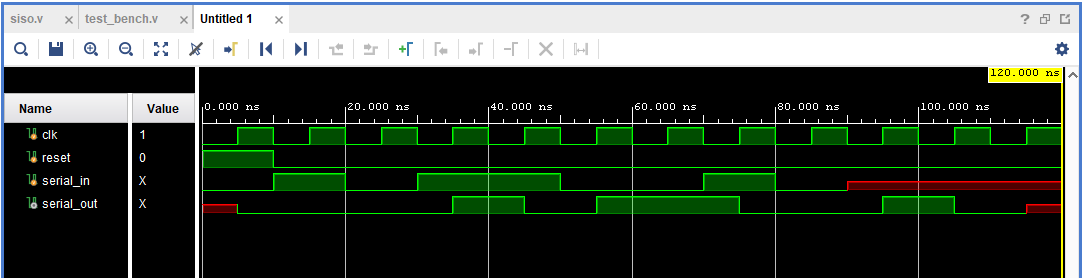 siso.v × test_bench.v × Untitled 1 × ?
120.000 ns
Name Value 0.000 ns 20.000 ns 40.000 ns 60.000 ns 80.000 ns 100.000 ns
clk 1
reset 0
serial_in X
serial_out X